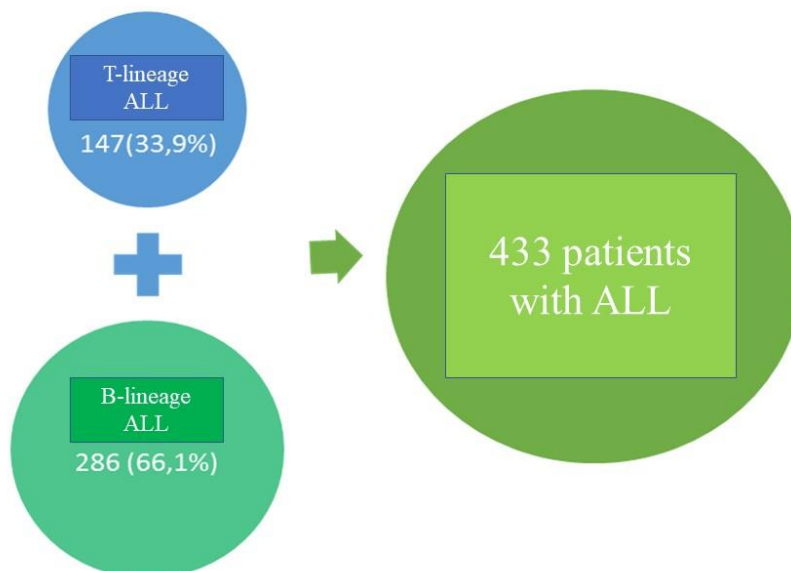 T-lineage
ALL
147(33,9%)
B-lineage
ALL
286 (66,1%)
433 patients
with ALL